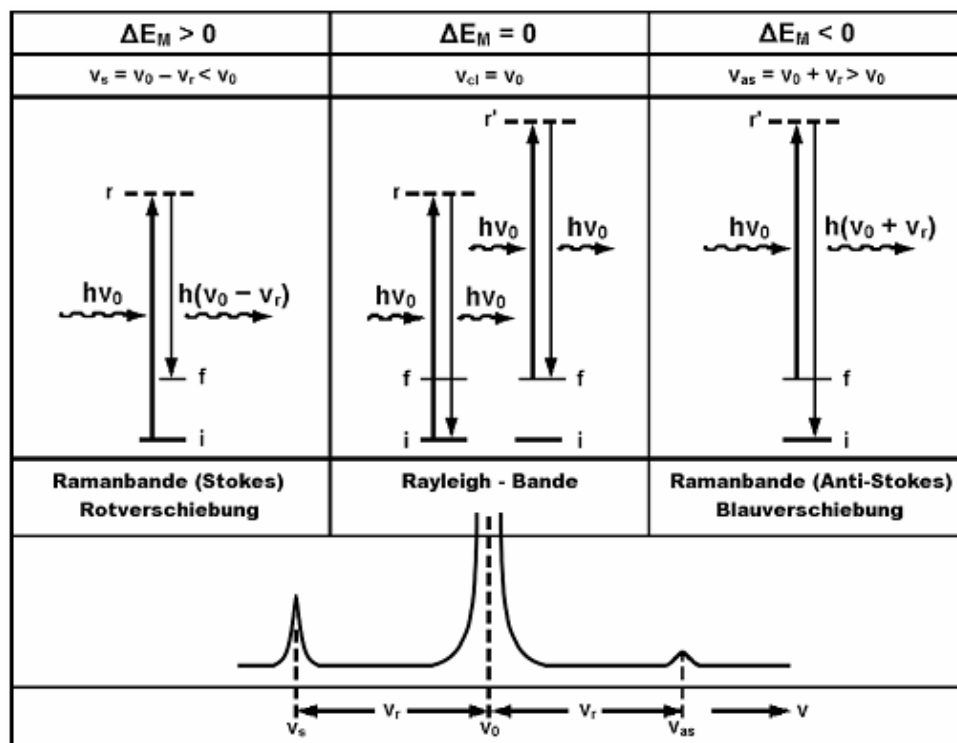 ΔE_M > 0
ΔE_M = 0
ΔE_M < 0
ν_s = ν_0 – ν_r < ν_0
ν_cl = ν_0
ν_as = ν_0 + ν_r > ν_0
r
hν_0
h(ν_0 – ν_r)
f
i
r'
r
hν_0
hν_0
hν_0
hν_0
f
f
i
i
r'
hν_0
h(ν_0 + ν_r)
f
i
Ramanbande (Stokes)
Rotverschiebung
Rayleigh - Bande
Ramanbande (Anti-Stokes)
Blauverschiebung
ν_s
ν_r
ν_0
ν_r
ν_as
ν